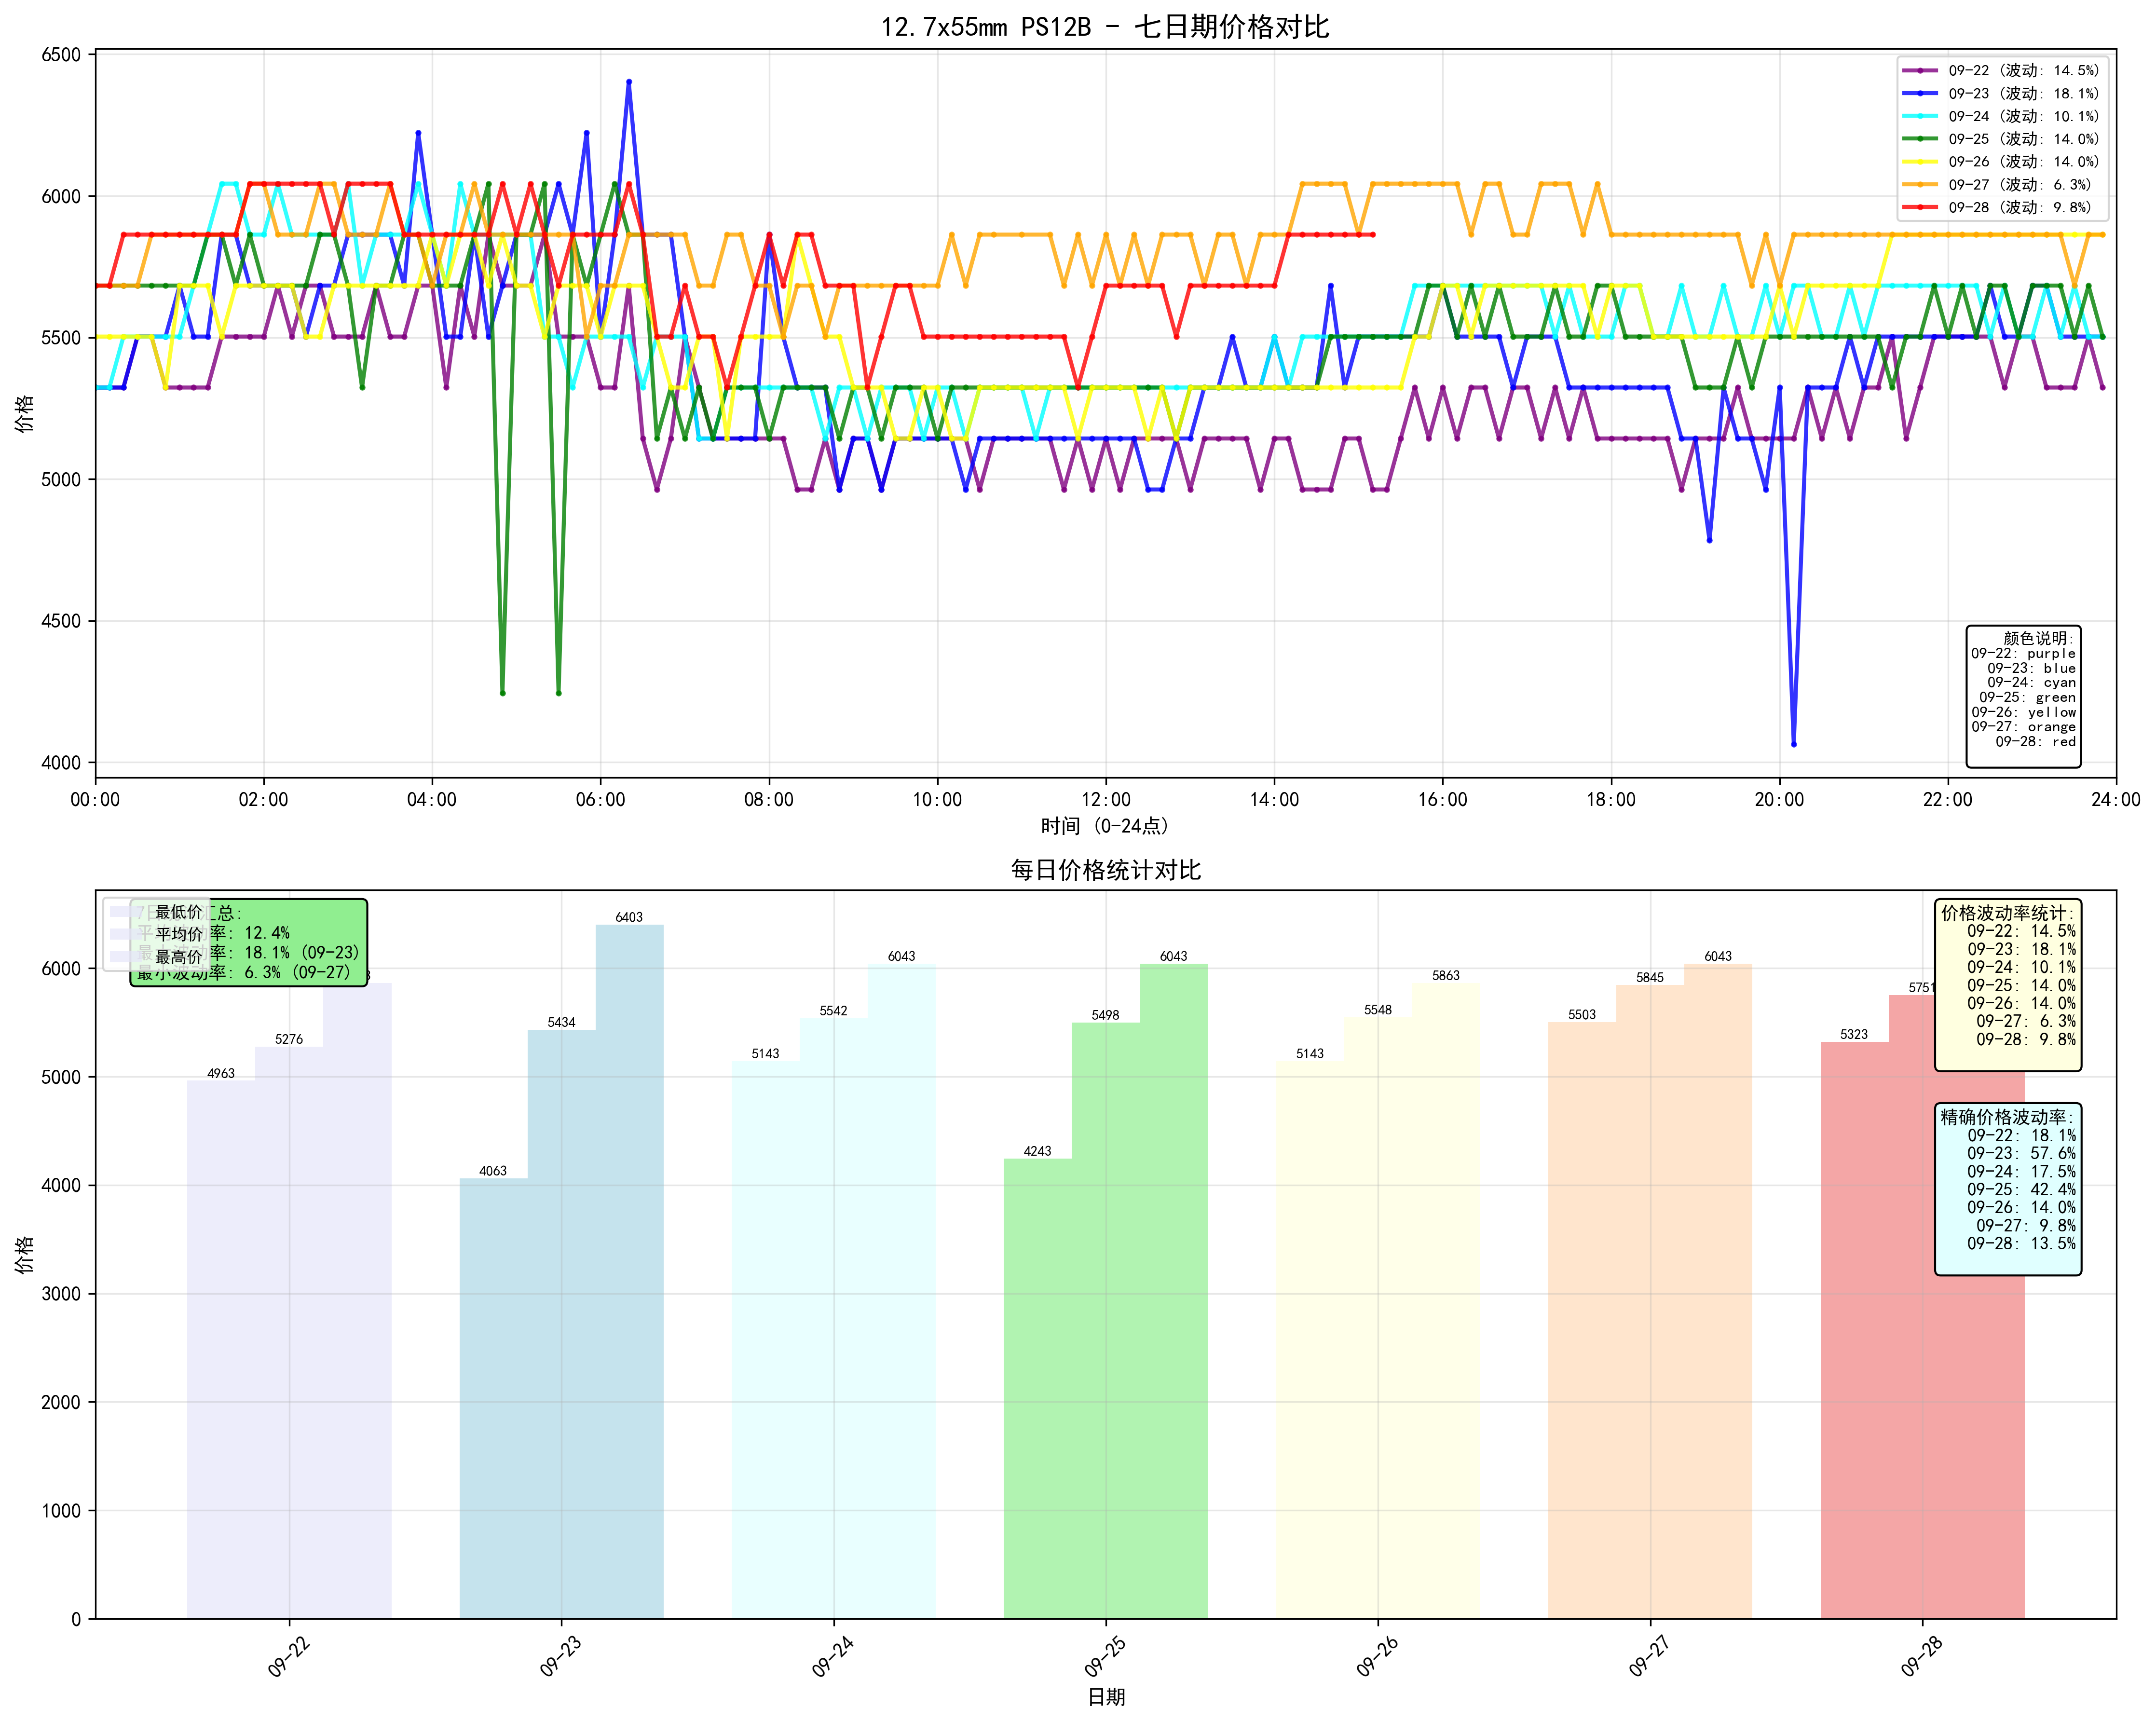 12.7x55mm PS12B - 七日期价格对比
6500
6000
5500
5000
4500
4000
价格
09-22 (波动: 14.5%)
09-23 (波动: 18.1%)
09-24 (波动: 10.1%)
09-25 (波动: 14.0%)
09-26 (波动: 14.0%)
09-27 (波动: 6.3%)
09-28 (波动: 9.8%)
颜色说明:
09-22: purple
09-23: blue
09-24: cyan
09-25: green
09-26: yellow
09-27: orange
09-28: red
00:00 02:00 04:00 06:00 08:00 10:00 12:00 14:00 16:00 18:00 20:00 22:00 24:00
时间 (0-24点)
每日价格统计对比
最低价
平均价
最高价
汇总:
率: 12.4%
率: 18.1% (09-23)
最小波动率: 6.3% (09-27)
价格波动率统计:
09-22: 14.5%
09-23: 18.1%
09-24: 10.1%
09-25: 14.0%
09-26: 14.0%
09-27: 6.3%
09-28: 9.8%
精确价格波动率:
09-22: 18.1%
09-23: 57.6%
09-24: 17.5%
09-25: 42.4%
09-26: 14.0%
09-27: 9.8%
09-28: 13.5%
4963 5276
4063 5434 6403
5143 5542 6043
4243 5498 6043
5143 5548 5863
5503 5845 6043
5323 5751
6000
5000
4000
3000
2000
1000
0
价格
09-22 09-23 09-24 09-25 09-26 09-27 09-28
日期